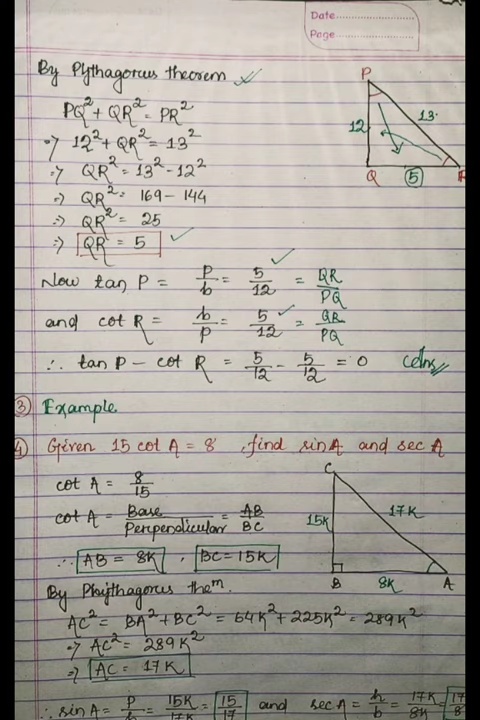 Date
Page
By Plythagorus theorem
PQ² + QR² = PR²
⇒ 12² + QR² = 13²
⇒ QR² = 13² - 12²
⇒ QR² = 169 - 144
⇒ QR² = 25
⇒ QR = 5
P
12
13
Q
5
R
Now tan P = p/b = 5/12 = QR/PQ
and cot R = b/p = 5/12 = QR/PQ
∴ tan P - cot R = 5/12 - 5/12 = 0
③ Example
④ Given 15 cot A = 8, find sin A and sec A
cot A = 8/15
cot A = Base/Perpendicular = AB/BC
∴ AB = 8K, BC = 15K
C
15K
17K
B
8K
A
By Pkythagorus theᵐ.
AC² = BA² + BC² = 64K² + 225K² = 289K²
⇒ AC² = 289K²
⇒ AC = 17K
∴ sin A = p/h = 15K/17K = 15/17 and sec A = h/b = 17K/8K = 17/8